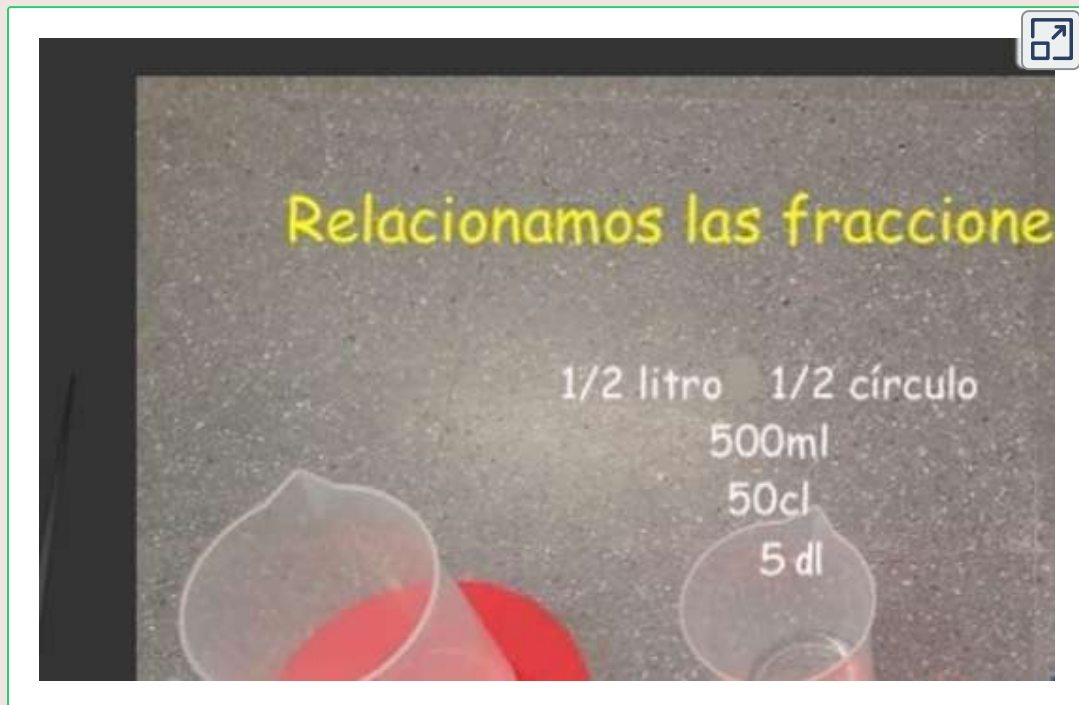 Relacionamos las fraccione
1/2 litro 1/2 círculo
500ml
50cl
5 dl